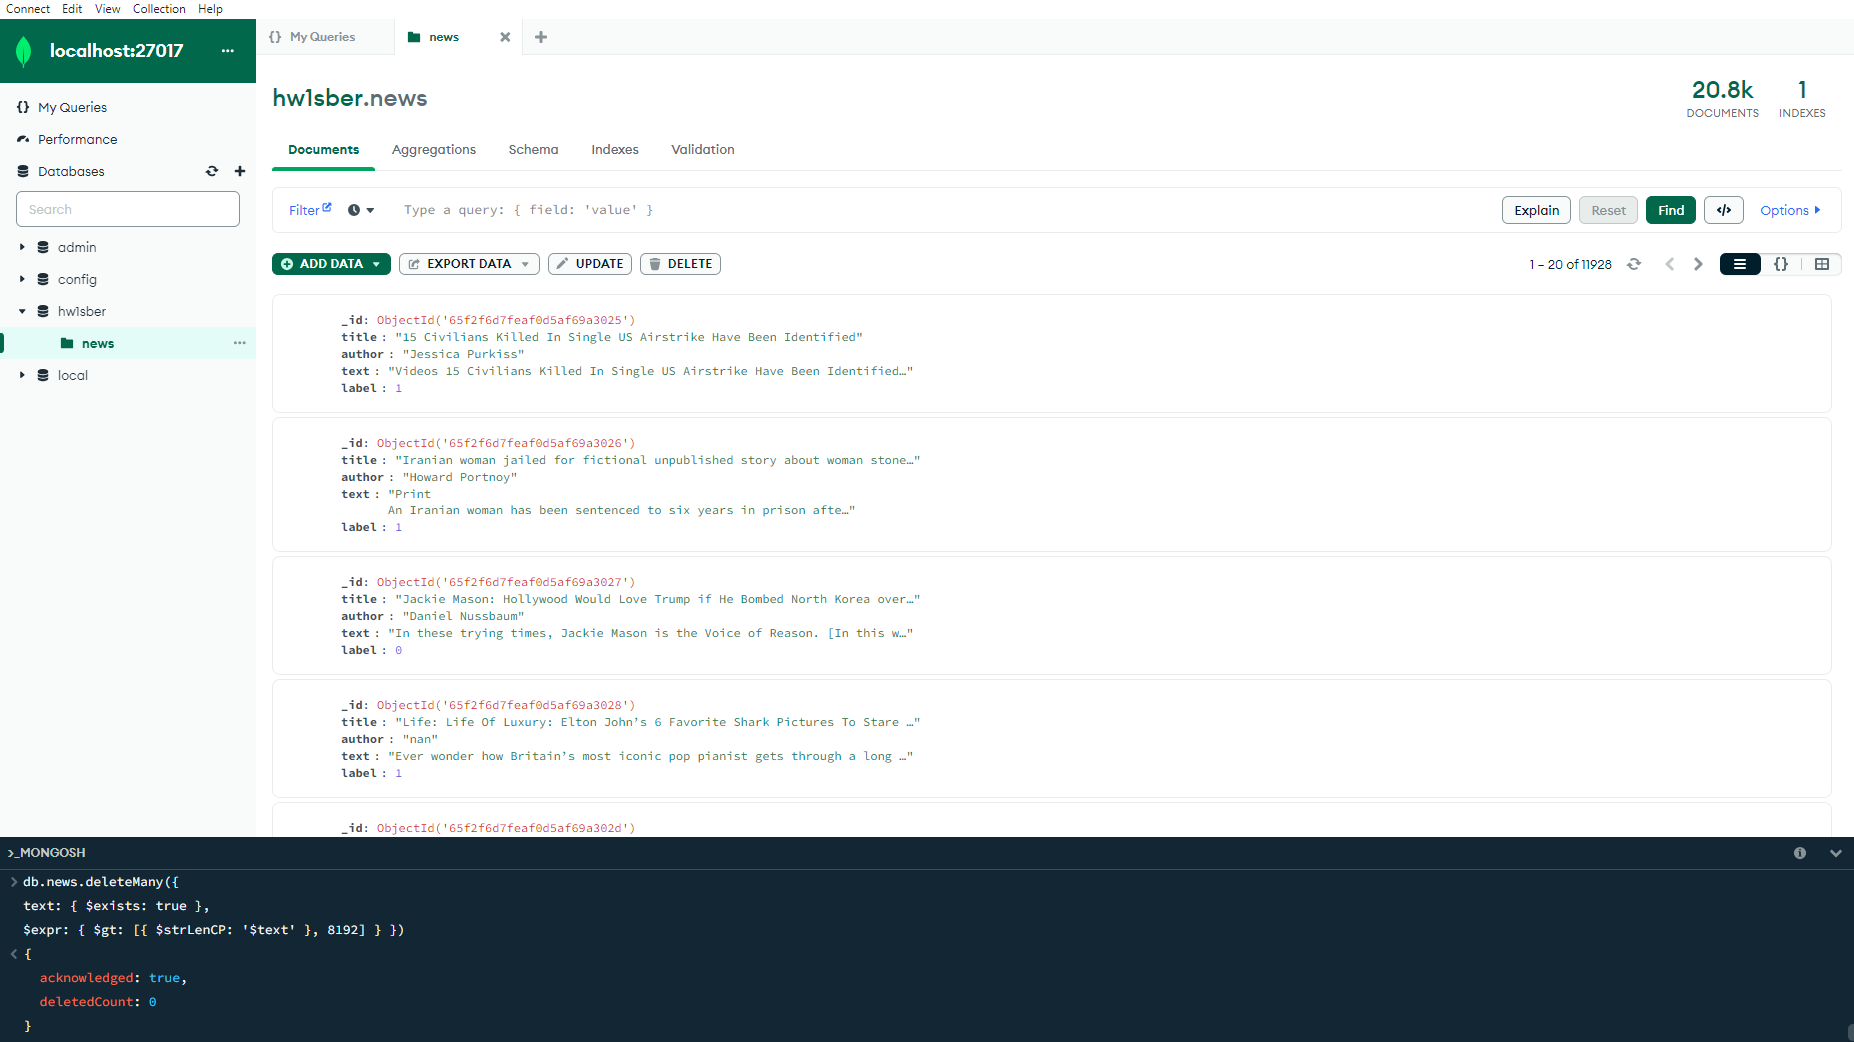 Connect Edit View Collection Help
localhost:27017 ...
{} My Queries
news
{} My Queries
Performance
Databases
Search
admin
config
hw1sber
news ...
local
hw1sber.news
20.8k
DOCUMENTS
1
INDEXES
Documents Aggregations Schema Indexes Validation
Filter
Type a query: { field: 'value' }
Explain Reset Find </> Options
ADD DATA EXPORT DATA UPDATE DELETE
1 – 20 of 11928
{}
_id: ObjectId('65f2f6d7feaf0d5af69a3025')
title : "15 Civilians Killed In Single US Airstrike Have Been Identified"
author : "Jessica Purkiss"
text : "Videos 15 Civilians Killed In Single US Airstrike Have Been Identified…"
label : 1
_id: ObjectId('65f2f6d7feaf0d5af69a3026')
title : "Iranian woman jailed for fictional unpublished story about woman stone…"
author : "Howard Portnoy"
text : "Print
An Iranian woman has been sentenced to six years in prison afte…"
label : 1
_id: ObjectId('65f2f6d7feaf0d5af69a3027')
title : "Jackie Mason: Hollywood Would Love Trump if He Bombed North Korea over…"
author : "Daniel Nussbaum"
text : "In these trying times, Jackie Mason is the Voice of Reason. [In this w…"
label : 0
_id: ObjectId('65f2f6d7feaf0d5af69a3028')
title : "Life: Life Of Luxury: Elton John’s 6 Favorite Shark Pictures To Stare …"
author : "nan"
text : "Ever wonder how Britain’s most iconic pop pianist gets through a long …"
label : 1
_id: ObjectId('65f2f6d7feaf0d5af69a302d')
>_MONGOSH
> db.news.deleteMany({
text: { $exists: true },
$expr: { $gt: [{ $strLenCP: '$text' }, 8192] } })
< {
acknowledged: true,
deletedCount: 0
}